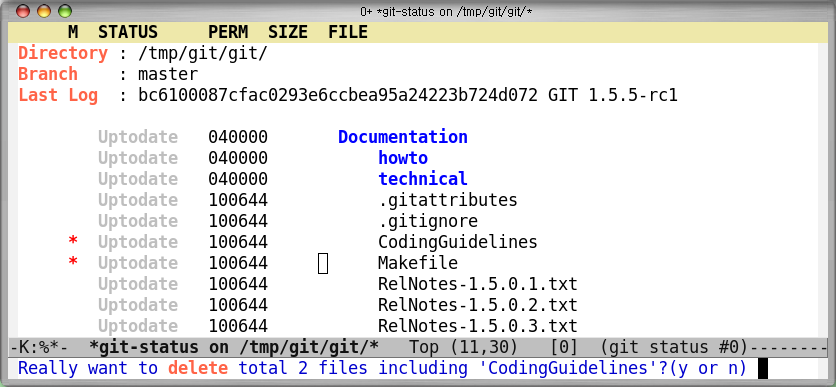 0+ *git-status on /tmp/git/git/*
M STATUS PERM SIZE FILE
Directory : /tmp/git/git/
Branch : master
Last Log : bc6100087cfac0293e6ccbea95a24223b724d072 GIT 1.5.5-rc1
Uptodate 040000 Documentation
Uptodate 040000 howto
Uptodate 040000 technical
Uptodate 100644 .gitattributes
Uptodate 100644 .gitignore
* Uptodate 100644 CodingGuidelines
* Uptodate 100644 Makefile
Uptodate 100644 RelNotes-1.5.0.1.txt
Uptodate 100644 RelNotes-1.5.0.2.txt
Uptodate 100644 RelNotes-1.5.0.3.txt
-K:%*- *git-status on /tmp/git/git/* Top (11,30) [0] (git status #0)--------
Really want to delete total 2 files including 'CodingGuidelines'?(y or n)